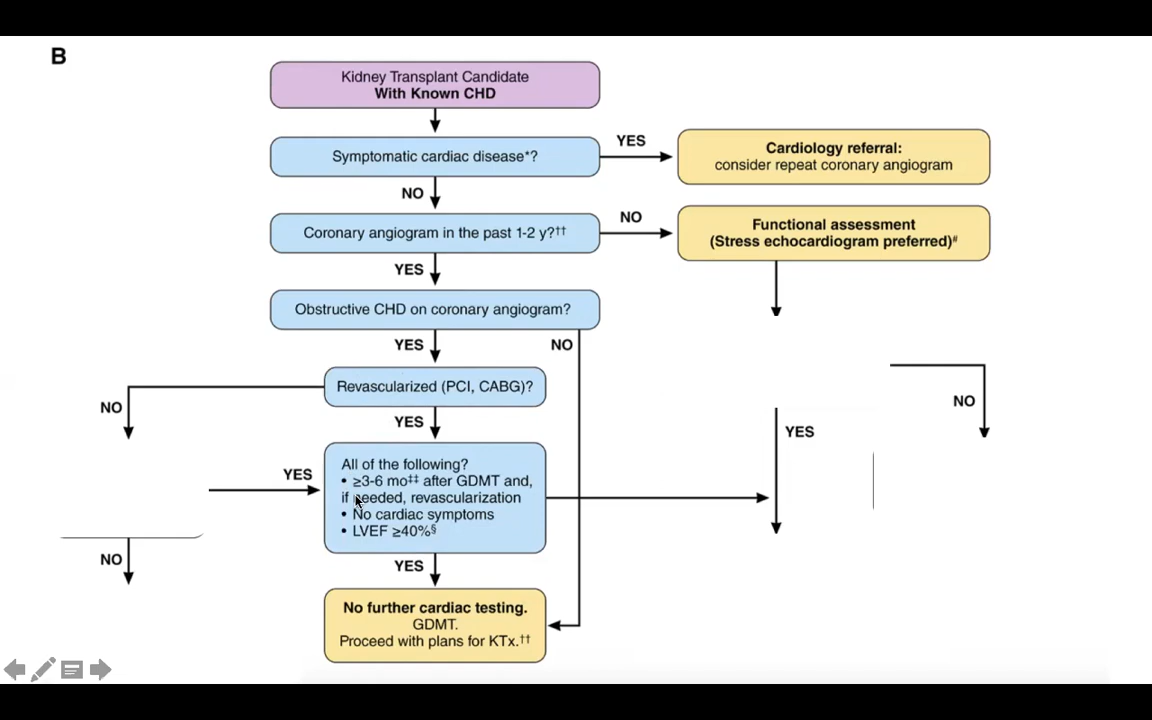 B
Kidney Transplant Candidate
With Known CHD
Symptomatic cardiac disease*?
YES
Cardiology referral:
consider repeat coronary angiogram
NO
Coronary angiogram in the past 1-2 y?††
NO
Functional assessment
(Stress echocardiogram preferred)#
YES
Obstructive CHD on coronary angiogram?
YES
NO
Revascularized (PCI, CABG)?
NO
YES
NO
YES
All of the following?
• ≥3-6 mo‡‡ after GDMT and,
if needed, revascularization
• No cardiac symptoms
• LVEF ≥40%§
YES
NO
YES
No further cardiac testing.
GDMT.
Proceed with plans for KTx.††